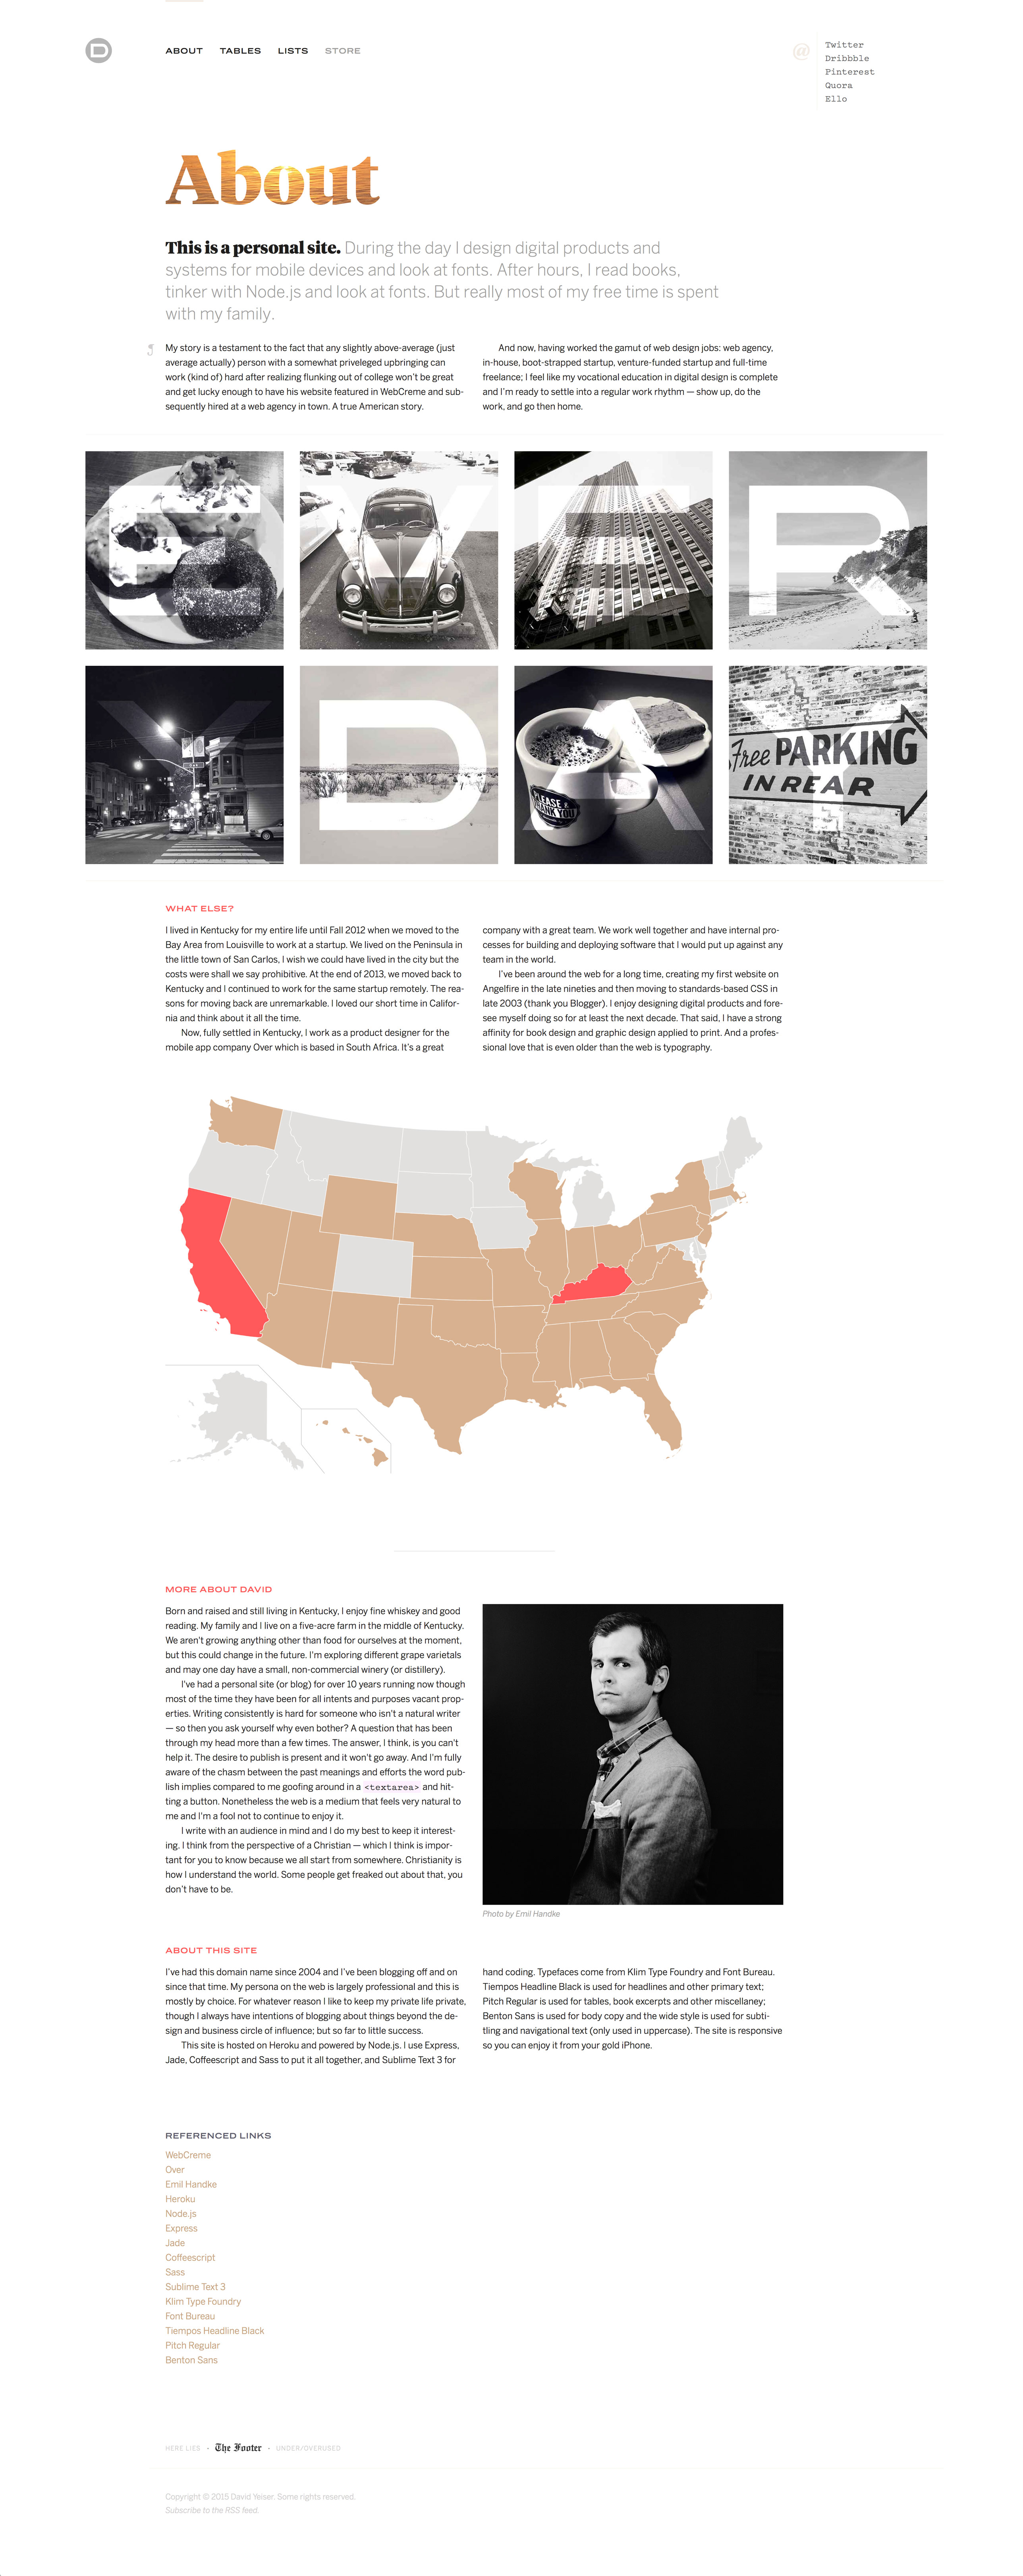 D
ABOUT TABLES LISTS STORE
@
Twitter
Dribbble
Pinterest
Quora
Ello
About
This is a personal site. During the day I design digital products and
systems for mobile devices and look at fonts. After hours, I read books,
tinker with Node.js and look at fonts. But really most of my free time is spent
with my family.
My story is a testament to the fact that any slightly above-average (just
average actually) person with a somewhat priveleged upbringing can
work (kind of) hard after realizing flunking out of college won't be great
and get lucky enough to have his website featured in WebCreme and sub-
sequently hired at a web agency in town. A true American story.
And now, having worked the gamut of web design jobs: web agency,
in-house, boot-strapped startup, venture-funded startup and full-time
freelance; I feel like my vocational education in digital design is complete
and I'm ready to settle into a regular work rhythm — show up, do the
work, and go then home.
E V E R
Y D A Y
PLEASE &
THANK YOU
Free PARKING
IN REAR
WHAT ELSE?
I lived in Kentucky for my entire life until Fall 2012 when we moved to the
Bay Area from Louisville to work at a startup. We lived on the Peninsula in
the little town of San Carlos, I wish we could have lived in the city but the
costs were shall we say prohibitive. At the end of 2013, we moved back to
Kentucky and I continued to work for the same startup remotely. The rea-
sons for moving back are unremarkable. I loved our short time in Califor-
nia and think about it all the time.
Now, fully settled in Kentucky, I work as a product designer for the
mobile app company Over which is based in South Africa. It's a great
company with a great team. We work well together and have internal pro-
cesses for building and deploying software that I would put up against any
team in the world.
I've been around the web for a long time, creating my first website on
Angelfire in the late nineties and then moving to standards-based CSS in
late 2003 (thank you Blogger). I enjoy designing digital products and fore-
see myself doing so for at least the next decade. That said, I have a strong
affinity for book design and graphic design applied to print. And a profes-
sional love that is even older than the web is typography.
MORE ABOUT DAVID
Born and raised and still living in Kentucky, I enjoy fine whiskey and good
reading. My family and I live on a five-acre farm in the middle of Kentucky.
We aren't growing anything other than food for ourselves at the moment,
but this could change in the future. I'm exploring different grape varietals
and may one day have a small, non-commercial winery (or distillery).
I've had a personal site (or blog) for over 10 years running now though
most of the time they have been for all intents and purposes vacant prop-
erties. Writing consistently is hard for someone who isn't a natural writer
— so then you ask yourself why even bother? A question that has been
through my head more than a few times. The answer, I think, is you can't
help it. The desire to publish is present and it won't go away. And I'm fully
aware of the chasm between the past meanings and efforts the word pub-
lish implies compared to me goofing around in a <textarea> and hit-
ting a button. Nonetheless the web is a medium that feels very natural to
me and I'm a fool not to continue to enjoy it.
I write with an audience in mind and I do my best to keep it interest-
ing. I think from the perspective of a Christian — which I think is impor-
tant for you to know because we all start from somewhere. Christianity is
how I understand the world. Some people get freaked out about that, you
don't have to be.
Photo by Emil Handke
ABOUT THIS SITE
I've had this domain name since 2004 and I've been blogging off and on
since that time. My persona on the web is largely professional and this is
mostly by choice. For whatever reason I like to keep my private life private,
though I always have intentions of blogging about things beyond the de-
sign and business circle of influence; but so far to little success.
This site is hosted on Heroku and powered by Node.js. I use Express,
Jade, Coffeescript and Sass to put it all together, and Sublime Text 3 for
hand coding. Typefaces come from Klim Type Foundry and Font Bureau.
Tiempos Headline Black is used for headlines and other primary text;
Pitch Regular is used for tables, book excerpts and other miscellaney;
Benton Sans is used for body copy and the wide style is used for subti-
tling and navigational text (only used in uppercase). The site is responsive
so you can enjoy it from your gold iPhone.
REFERENCED LINKS
WebCreme
Over
Emil Handke
Heroku
Node.js
Express
Jade
Coffeescript
Sass
Sublime Text 3
Klim Type Foundry
Font Bureau
Tiempos Headline Black
Pitch Regular
Benton Sans
HERE LIES · The Footer · UNDER/OVERUSED
Copyright © 2015 David Yeiser. Some rights reserved.
Subscribe to the RSS feed.